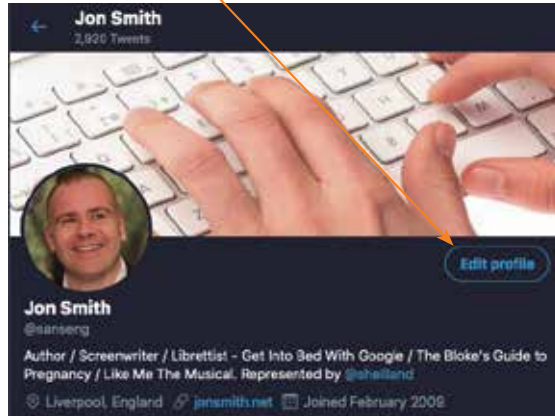 Jon Smith
2,920 Tweets
Edit profile
Jon Smith
@sanseng
Author / Screenwriter / Librettist - Get Into Bed With Google / The Bloke's Guide to
Pregnancy / Like Me The Musical. Represented by @sheilland
Liverpool, England jonsmith.net Joined February 2009